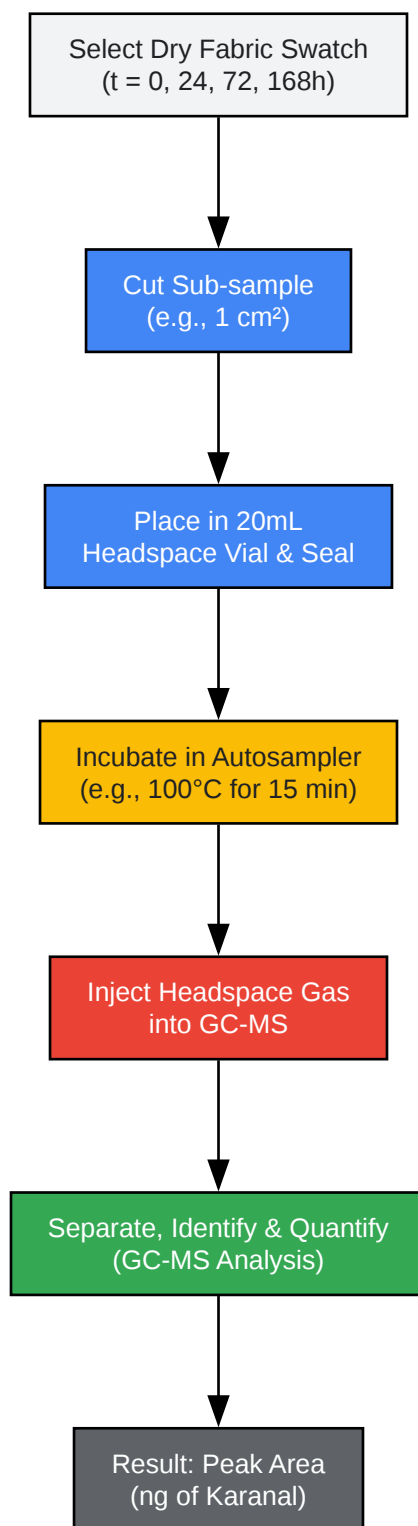 Select Dry Fabric Swatch
(t = 0, 24, 72, 168h)
Cut Sub-sample
(e.g., 1 cm²)
Place in 20mL
Headspace Vial & Seal
Incubate in Autosampler
(e.g., 100°C for 15 min)
Inject Headspace Gas
into GC-MS
Separate, Identify & Quantify
(GC-MS Analysis)
Result: Peak Area
(ng of Karanal)